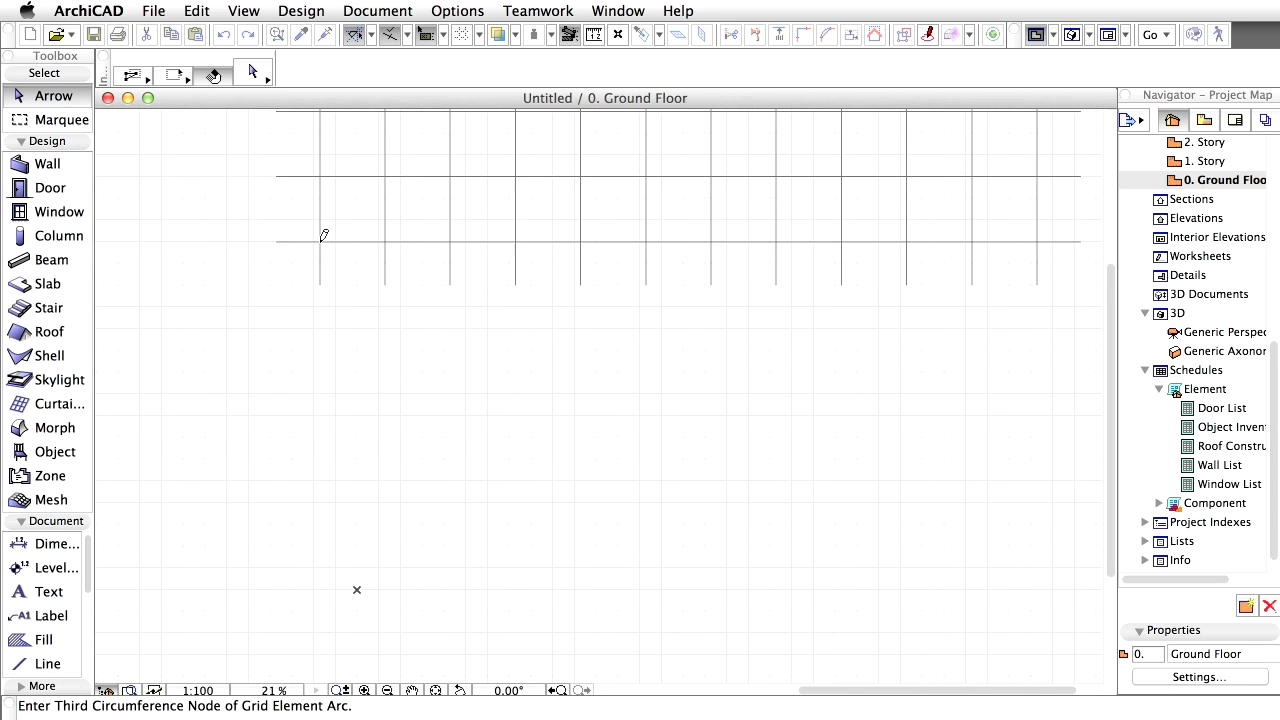 ArchiCAD File Edit View Design Document Options Teamwork Window Help
Go
Toolbox
Select
Arrow
Marquee
Design
Wall
Door
Window
Column
Beam
Slab
Stair
Roof
Shell
Skylight
Curtai...
Morph
Object
Zone
Mesh
Document
Dime...
Level...
A Text
A1 Label
Fill
Line
More
Untitled / 0. Ground Floor
Navigator - Project Map
2. Story
1. Story
0. Ground Floo
Sections
Elevations
Interior Elevations
Worksheets
Details
3D Documents
3D
Generic Perspec
Generic Axonor
Schedules
Element
Door List
Object Inven
Roof Constru
Wall List
Window List
Component
Project Indexes
Lists
Info
Properties
0. Ground Floor
Settings...
1:100 21 % 0.00°
Enter Third Circumference Node of Grid Element Arc.